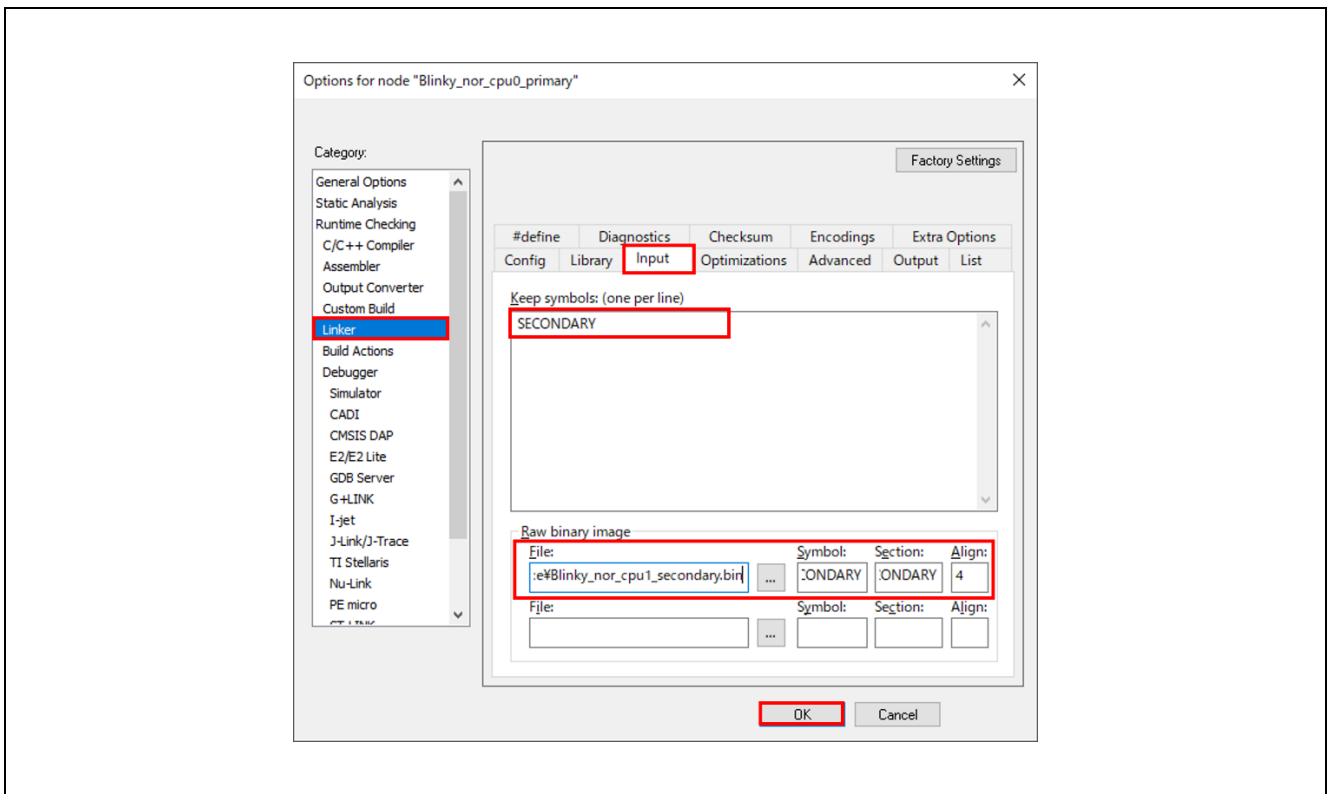 Options for node "Blinky_nor_cpu0_primary"
Category:
Factory Settings
General Options
Static Analysis
Runtime Checking
C/C++ Compiler
Assembler
Output Converter
Custom Build
Linker
Build Actions
Debugger
Simulator
CADI
CMSIS DAP
E2/E2 Lite
GDB Server
G+LINK
I-jet
J-Link/J-Trace
TI Stellaris
Nu-Link
PE micro
ST-LINK
#define Diagnostics Checksum Encodings Extra Options
Config Library Input Optimizations Advanced Output List
Keep symbols: (one per line)
SECONDARY
Raw binary image
File: Symbol: Section: Align:
:e¥Blinky_nor_cpu1_secondary.bin ... CONDARY CONDARY 4
File: Symbol: Section: Align:
...
OK Cancel